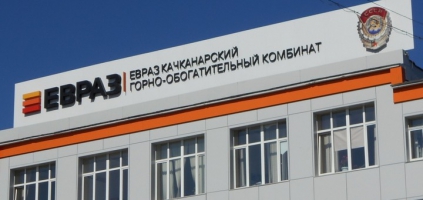 ЕВРАЗ
ЕВРАЗ КАЧКАНАРСКИЙ
ГОРНО-ОБОГАТИТЕЛЬНЫЙ КОМБИНАТ